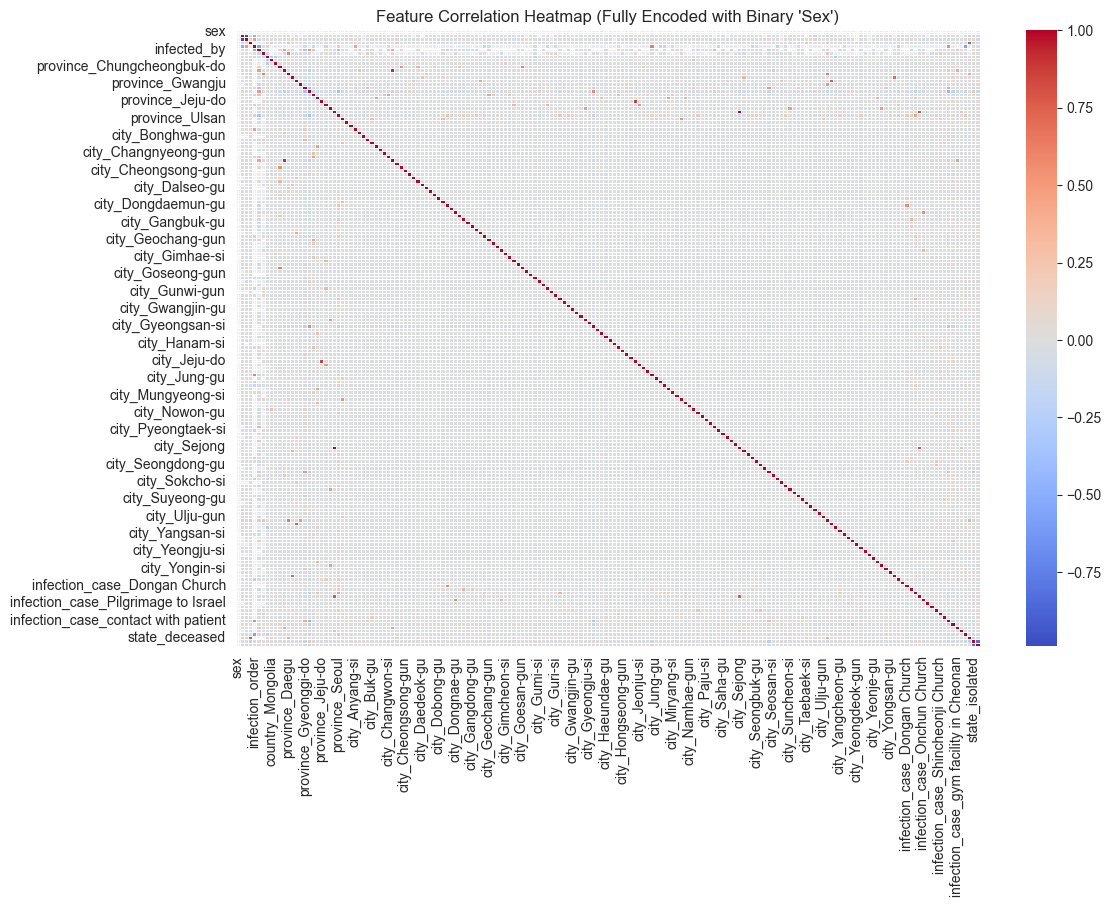 Feature Correlation Heatmap (Fully Encoded with Binary 'Sex')
sex
infected_by
province_Chungcheongbuk-do
province_Gwangju
province_Jeju-do
province_Ulsan
city_Bonghwa-gun
city_Changnyeong-gun
city_Cheongsong-gun
city_Dalseo-gu
city_Dongdaemun-gu
city_Gangbuk-gu
city_Geochang-gun
city_Gimhae-si
city_Goseong-gun
city_Gunwi-gun
city_Gwangjin-gu
city_Gyeongsan-si
city_Hanam-si
city_Jeju-do
city_Jung-gu
city_Mungyeong-si
city_Nowon-gu
city_Pyeongtaek-si
city_Sejong
city_Seongdong-gu
city_Sokcho-si
city_Suyeong-gu
city_Ulju-gun
city_Yangsan-si
city_Yeongju-si
city_Yongin-si
infection_case_Dongan Church
infection_case_Pilgrimage to Israel
infection_case_contact with patient
state_deceased
sex
infection_order
country_Mongolia
province_Daegu
province_Gyeonggi-do
province_Jeju-do
province_Seoul
city_Anyang-si
city_Buk-gu
city_Changwon-si
city_Cheongsong-gun
city_Daedeok-gu
city_Dobong-gu
city_Dongnae-gu
city_Gangdong-gu
city_Geochang-gun
city_Gimcheon-si
city_Goesan-gun
city_Gumi-si
city_Guri-si
city_Gwangjin-gu
city_Gyeongju-si
city_Haeundae-gu
city_Hongseong-gun
city_Jeonju-si
city_Jung-gu
city_Miryang-si
city_Namhae-gun
city_Paju-si
city_Saha-gu
city_Sejong
city_Seongbuk-gu
city_Seosan-si
city_Suncheon-si
city_Taebaek-si
city_Ulju-gun
city_Yangcheon-gu
city_Yeongdeok-gun
city_Yeonje-gu
city_Yongsan-gu
infection_case_Dongan Church
infection_case_Onchun Church
infection_case_Shincheonji Church
infection_case_gym facility in Cheonan
state_isolated
1.00
0.75
0.50
0.25
0.00
−0.25
−0.50
−0.75